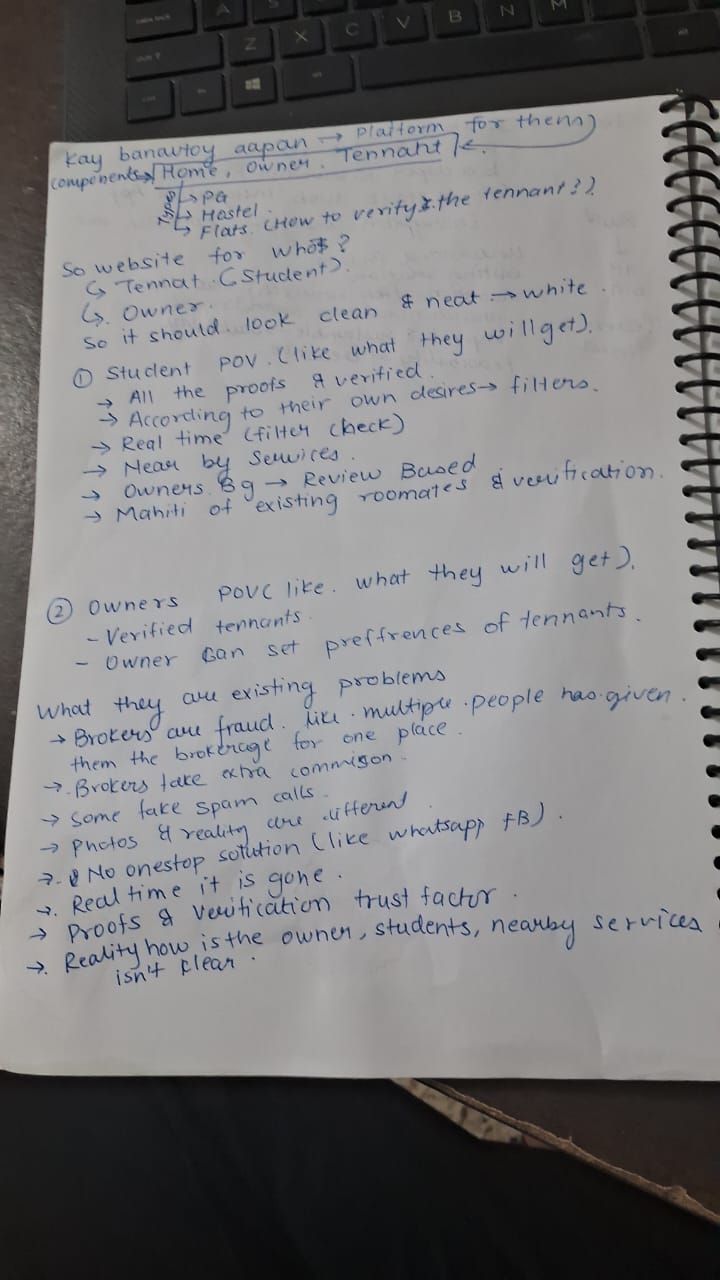 A S
Z X C V B N M
Kay banavtoy aapan → Platform for them
components → Home, Owner, Tennant
Types → PG
→ Hostel
→ Flats. (How to verify the tennant?)
So website for whos?
↳ Tennat (Student).
↳ Owner.
So it should look clean & neat → white.
① Student POV. (like what they will get).
→ All the proofs & verified.
→ According to their own desires → filters.
→ Real time (filter check)
→ Near by Services.
→ Owners. Bg → Review Based
→ Mahiti of existing roomates & verification.
② Owners POV ( like. what they will get).
- Verified tennants.
- Owner can set preffrences of tennants.
What they are existing problems
→ Brokers are fraud. like. multiple. people has given.
them the brokerage for one place.
→ Brokers take extra commison.
→ Some fake spam calls.
→ Photos & reality are different.
→ No onestop solution (like whatsapp FB).
→ Real time it is gone.
→ Proofs & verification trust factor.
→ Reality how is the owner, students, nearby services
isn't clear.